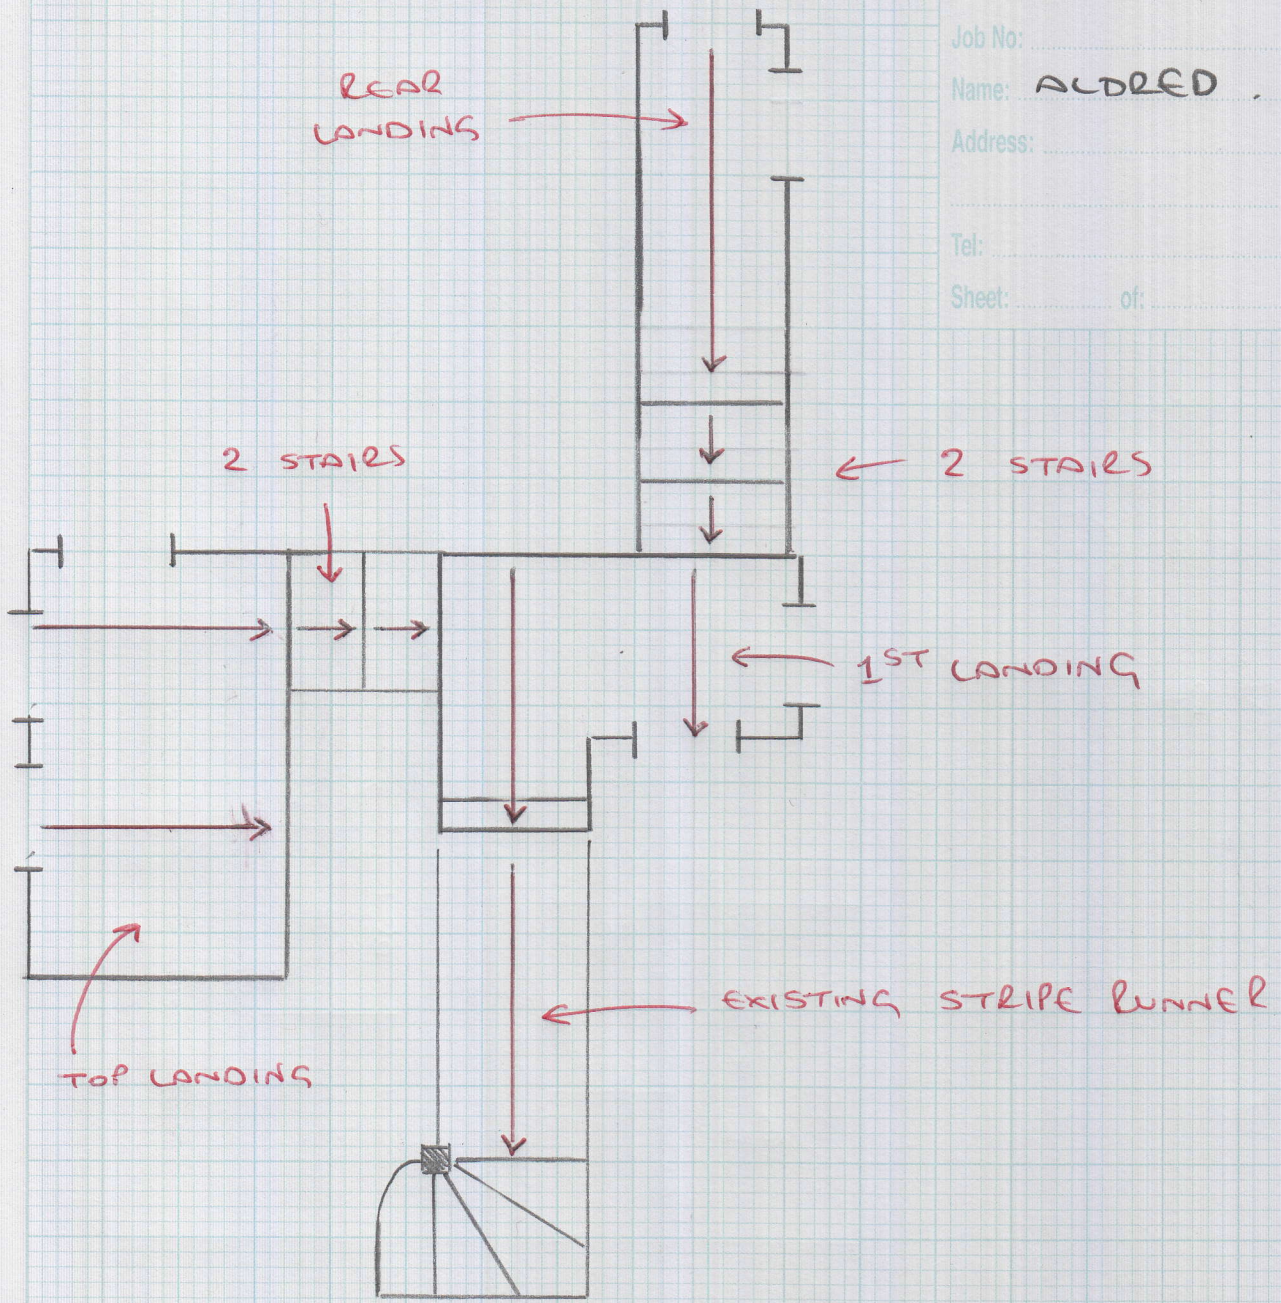 Job No:
Name: ALDRED .
Address:
Tel:
Sheet: of:
REAR
LANDING
2 STAIRS
2 STAIRS
1ST LANDING
EXISTING STRIPE RUNNER
TOP LANDING